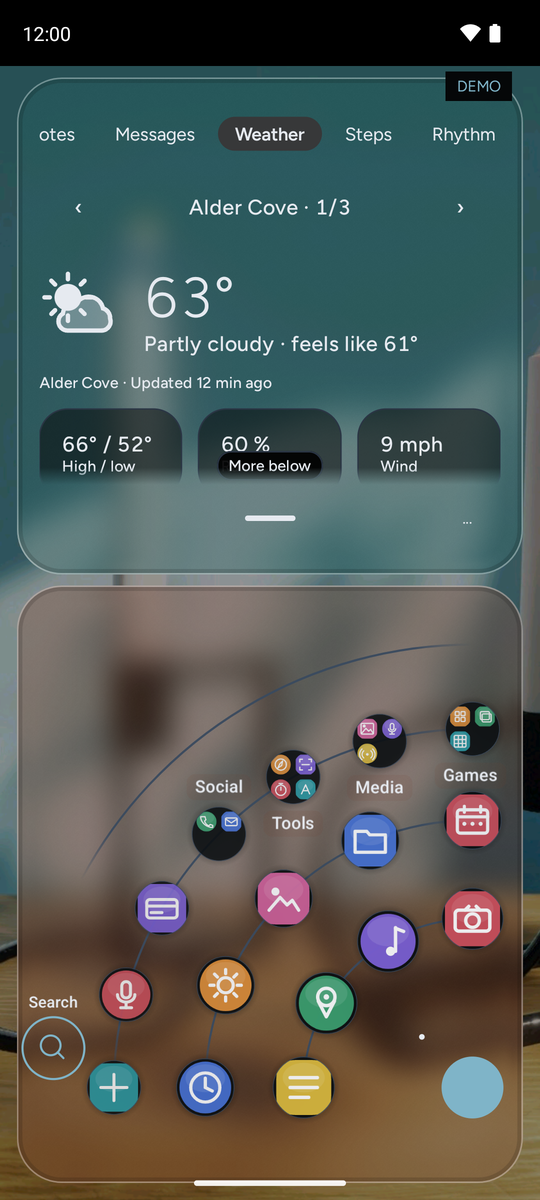 12:00
DEMO
otes Messages Weather Steps Rhythm
‹ Alder Cove · 1/3 ›
63°
Partly cloudy · feels like 61°
Alder Cove · Updated 12 min ago
66° / 52° 60 % 9 mph
High / low More below Wind
...
Social Tools Media Games
Search